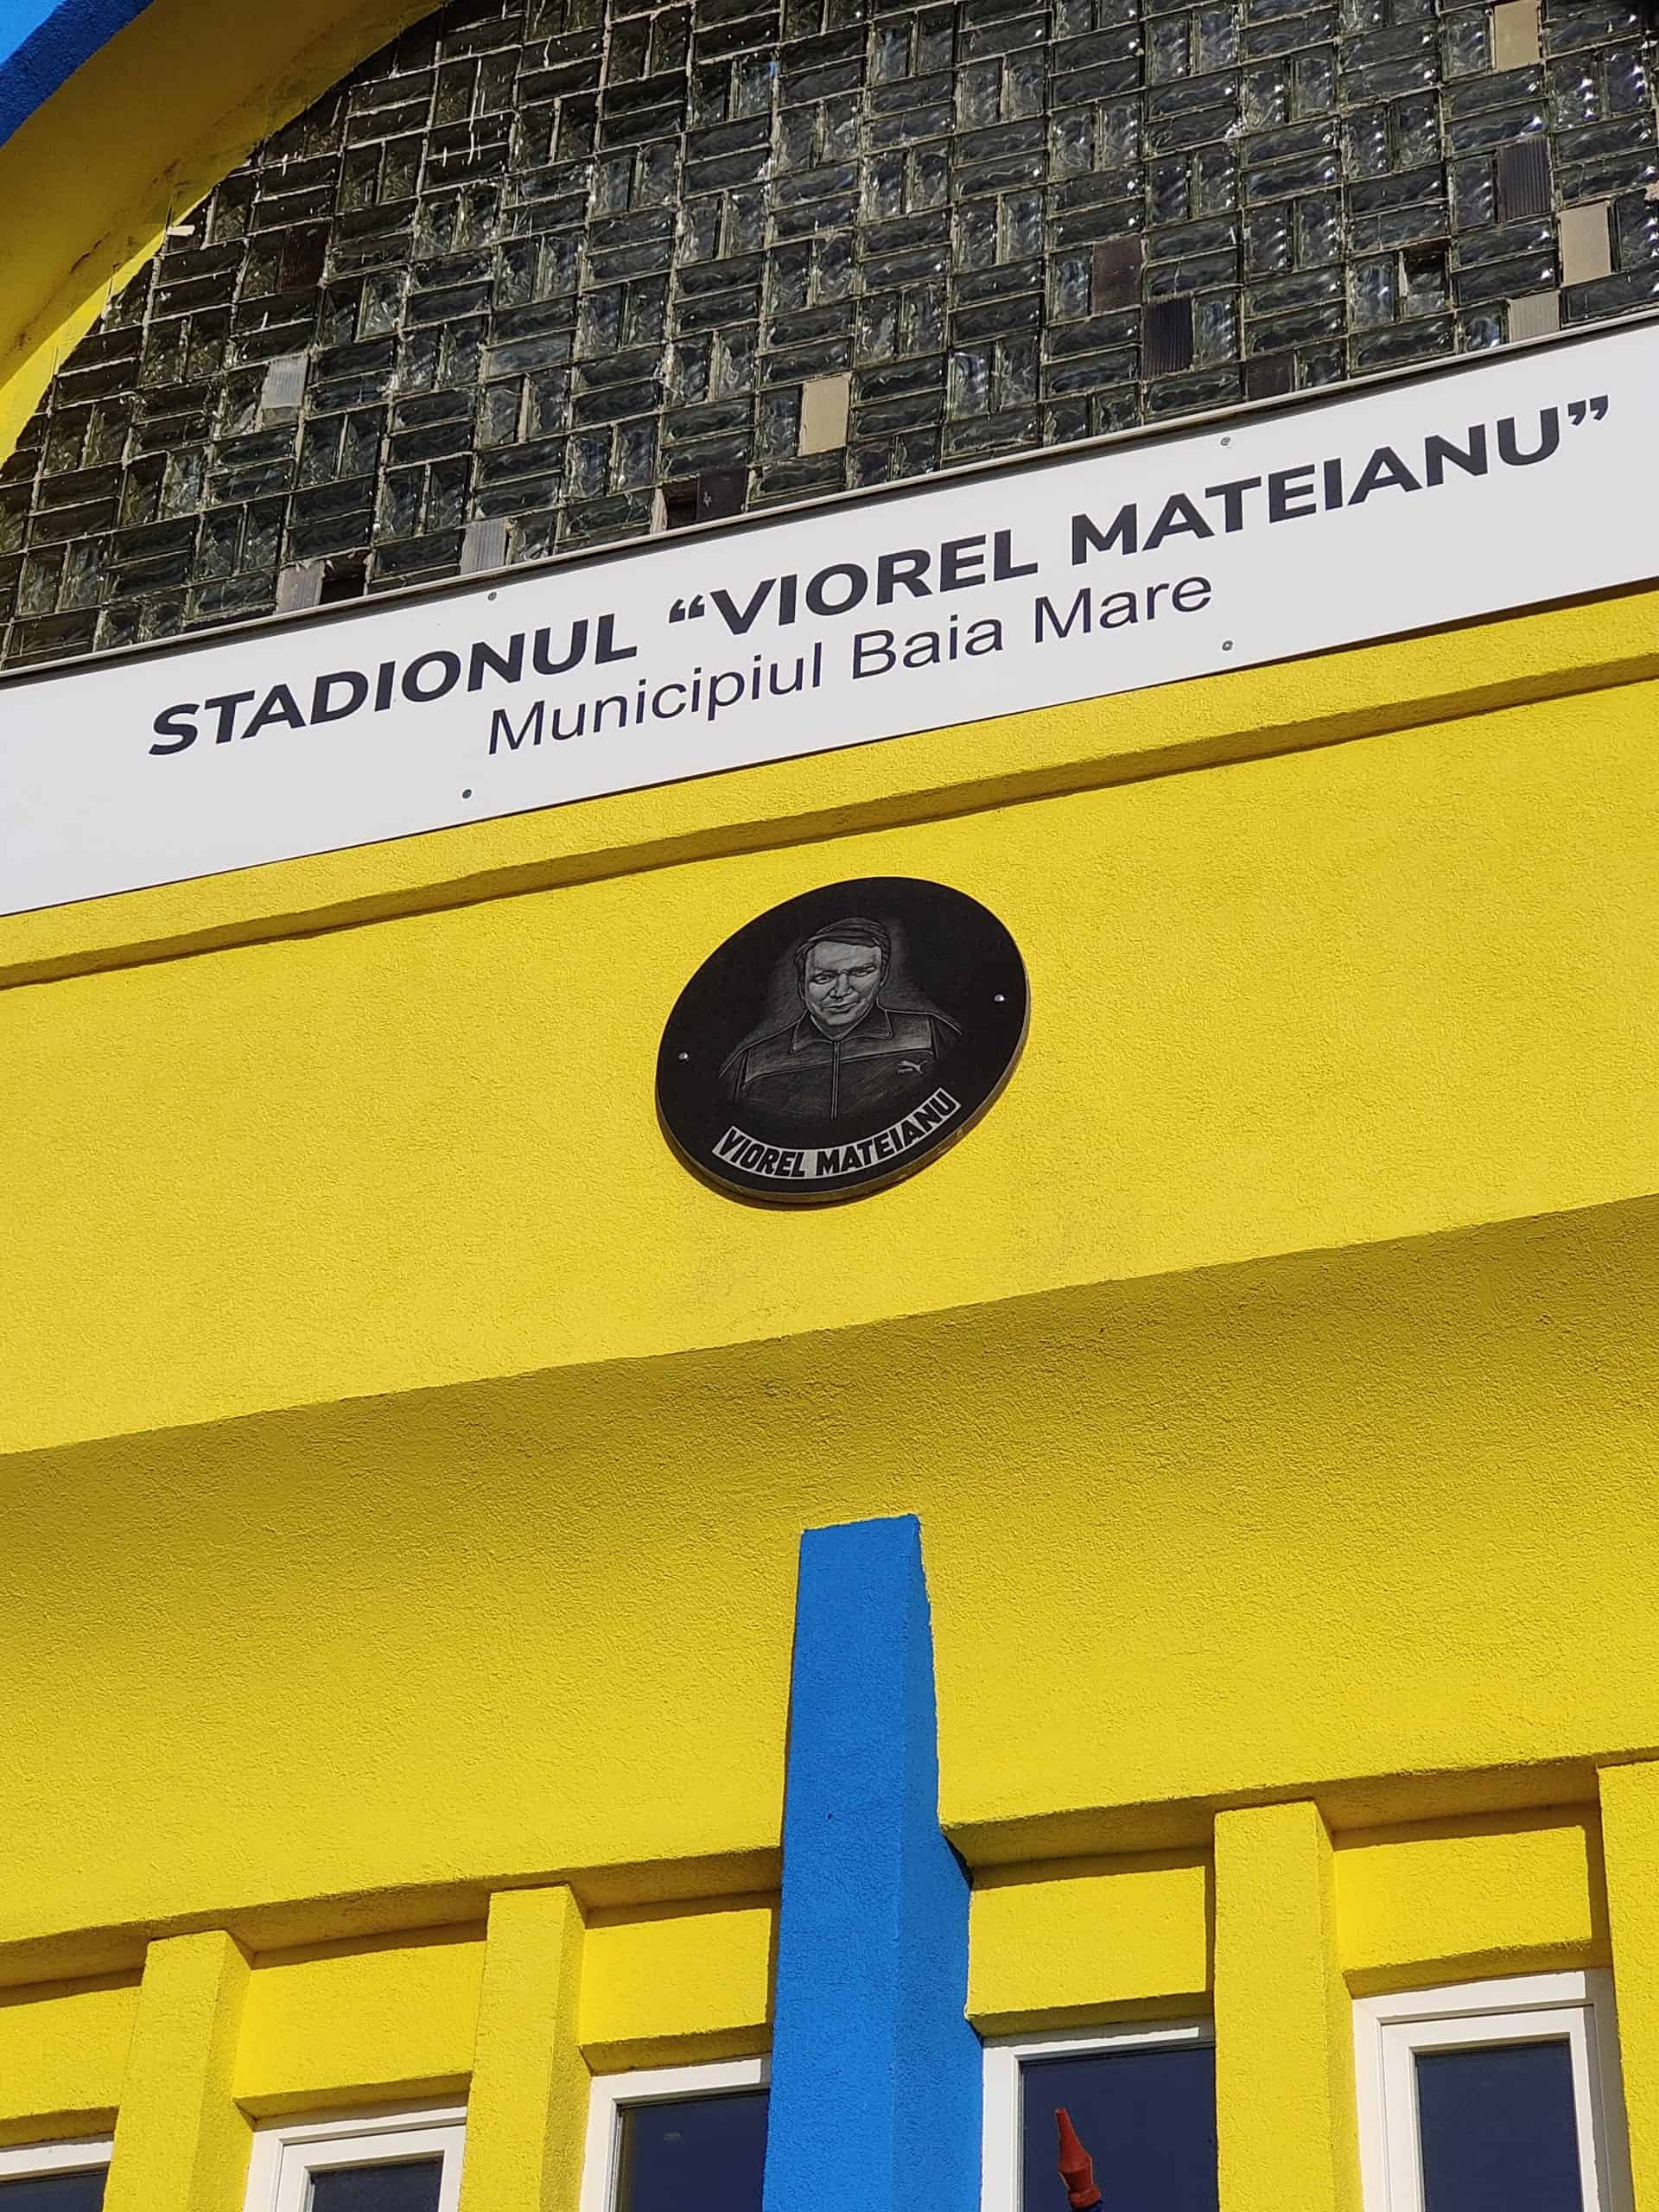 STADIONUL “VIOREL MATEIANU”
Municipiul Baia Mare
VIOREL MATEIANU